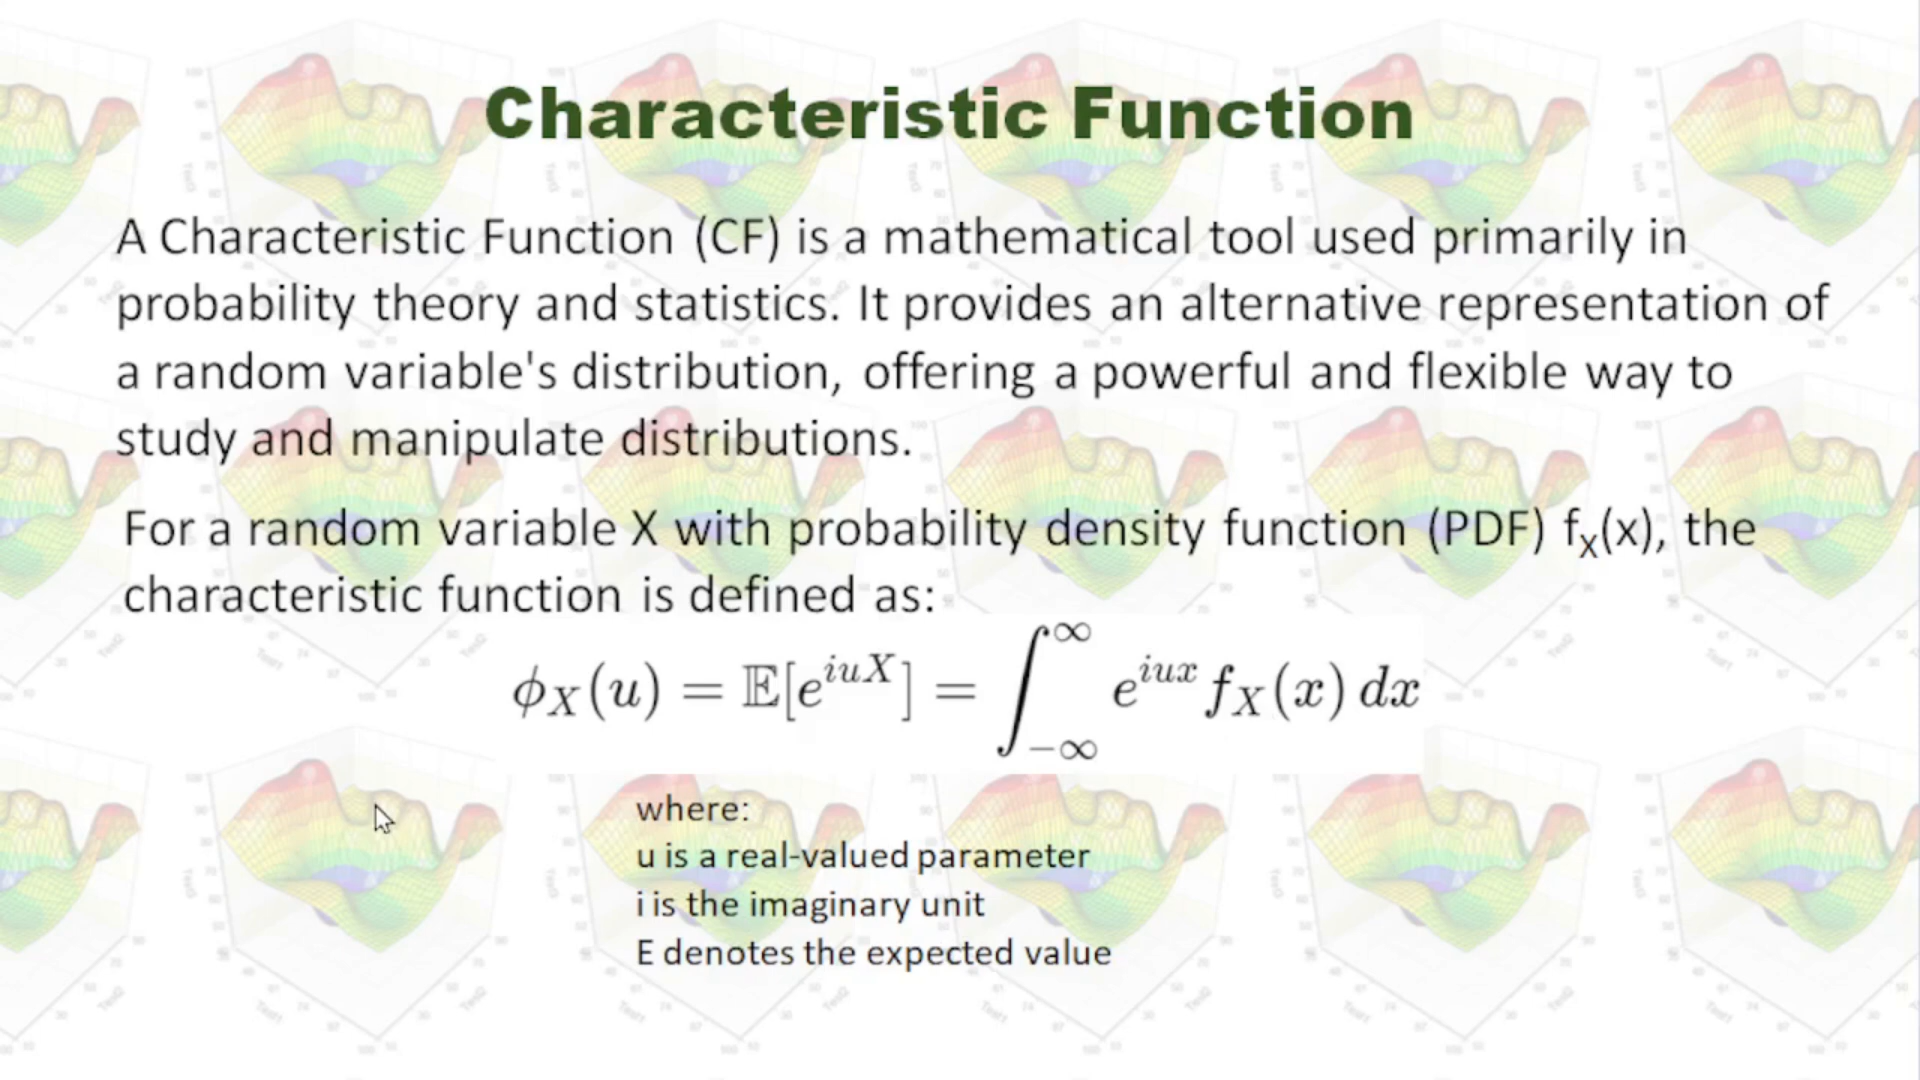 Characteristic Function
A Characteristic Function (CF) is a mathematical tool used primarily in
probability theory and statistics. It provides an alternative representation of
a random variable's distribution, offering a powerful and flexible way to
study and manipulate distributions.
For a random variable X with probability density function (PDF) fₓ(x), the
characteristic function is defined as:
ϕ_X(u) = 𝔼[e^{iuX}] = ∫_{-∞}^{∞} e^{iux} f_X(x) dx
where:
u is a real-valued parameter
i is the imaginary unit
E denotes the expected value